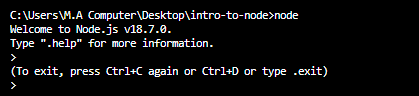 C:\Users\M.A Computer\Desktop\intro-to-node>node
Welcome to Node.js v18.7.0.
Type ".help" for more information.
>
(To exit, press Ctrl+C again or Ctrl+D or type .exit)
>